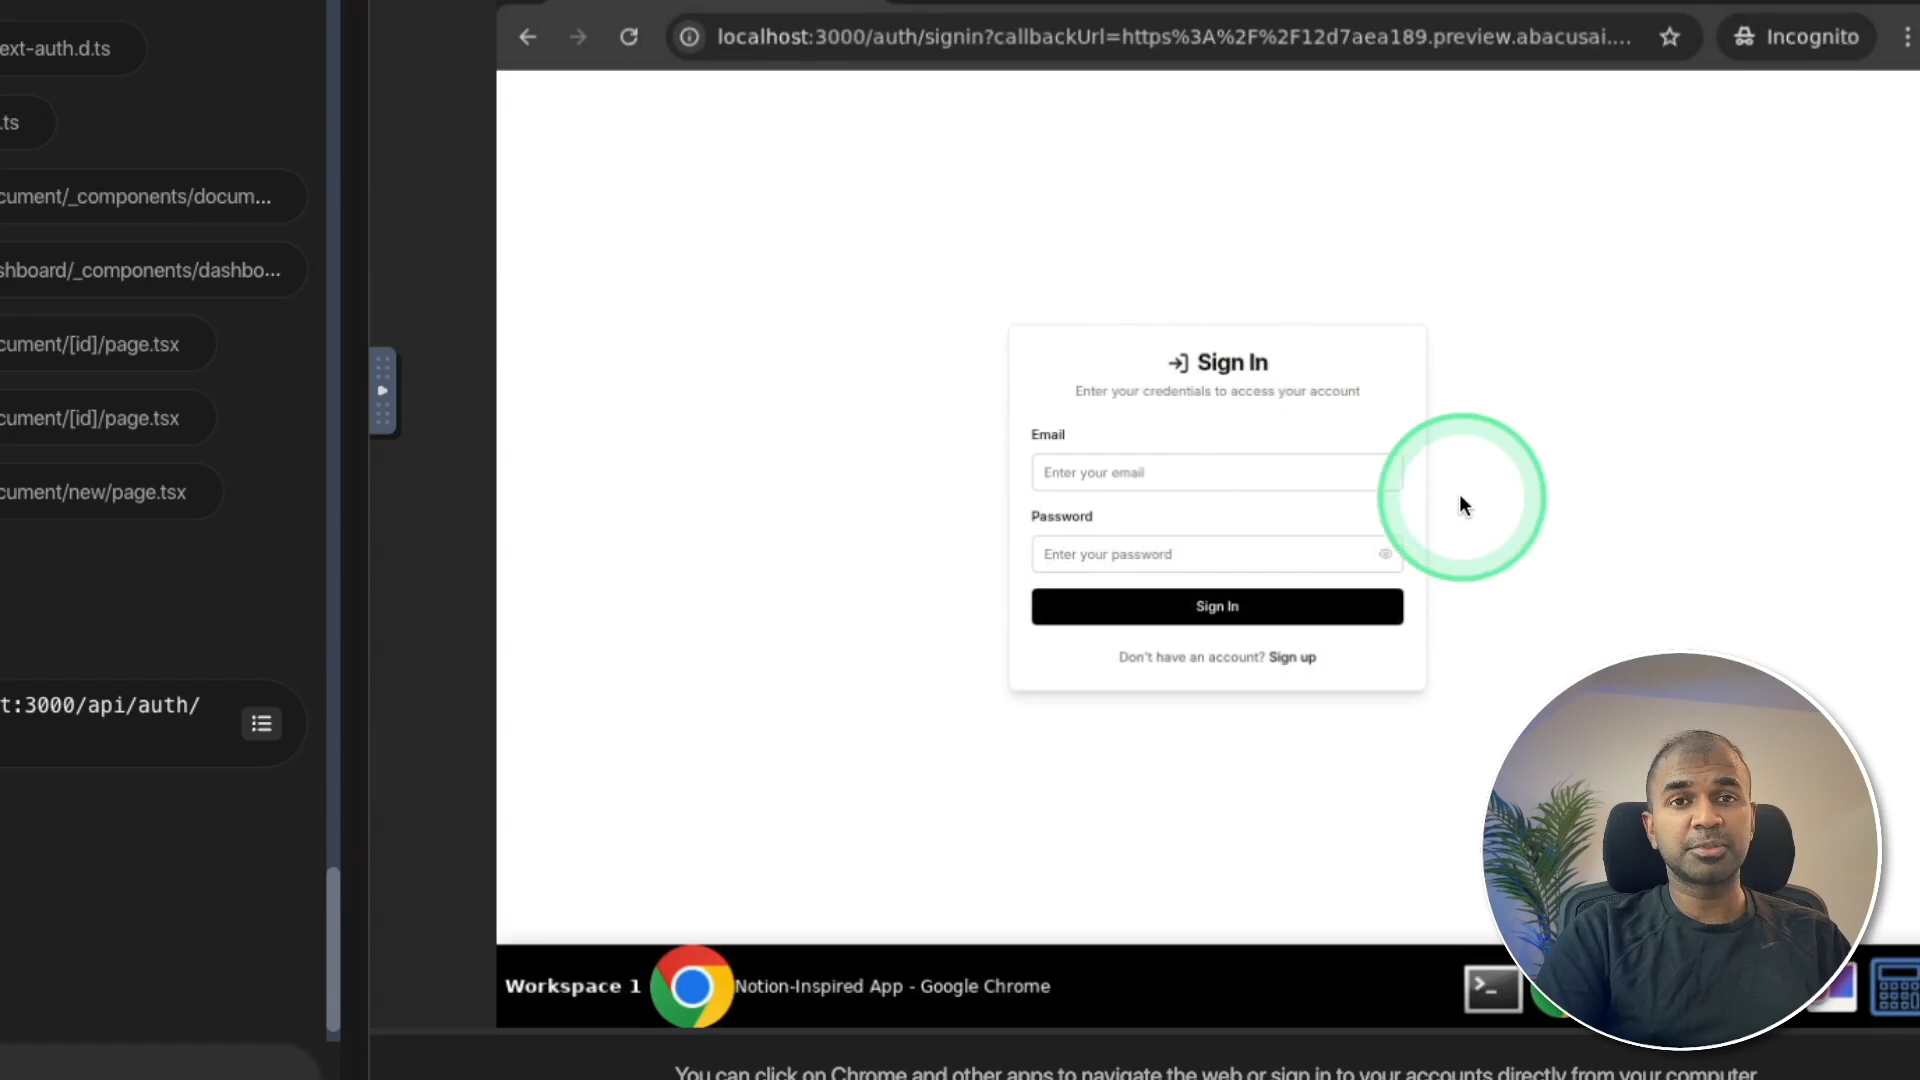 ext-auth.d.ts
.ts
cument/_components/docum...
shboard/_components/dashbo...
cument/[id]/page.tsx
cument/[id]/page.tsx
cument/new/page.tsx
t:3000/api/auth/
localhost:3000/auth/signin?callbackUrl=https%3A%2F%2F12d7aea189.preview.abacusai....
Incognito
Sign In
Enter your credentials to access your account
Email
Enter your email
Password
Enter your password
Sign In
Don't have an account? Sign up
Workspace 1
Notion-Inspired App - Google Chrome
You can click on Chrome and other apps to navigate the web or sign in to your accounts directly from your computer